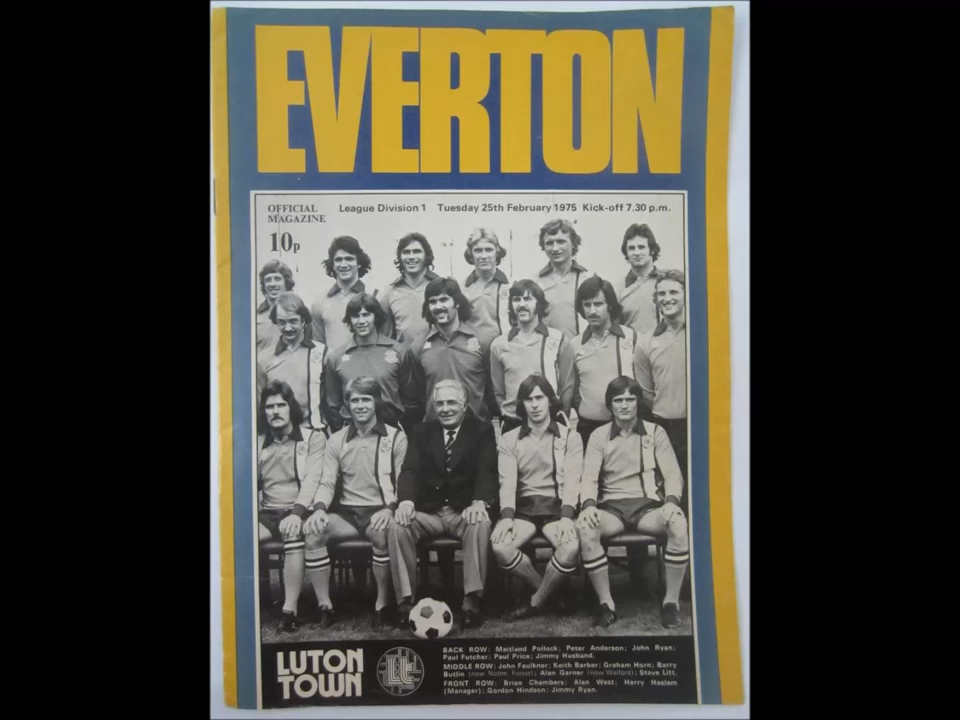 EVERTON
OFFICIAL
MAGAZINE
10p
League Division 1 Tuesday 25th February 1975 Kick-off 7.30 p.m.
LUTON
TOWN
BACK ROW: Maitland Pollock; Peter Anderson; John Ryan;
Paul Futcher; Paul Price; Jimmy Husband.
MIDDLE ROW: John Faulkner; Keith Barber; Graham Horn; Barry
Butlin (now Nottm Forest); Alan Garner (now Watford); Steve Litt.
FRONT ROW: Brian Chambers; Alan West; Harry Haslam
(Manager); Gordon Hindson; Jimmy Ryan.